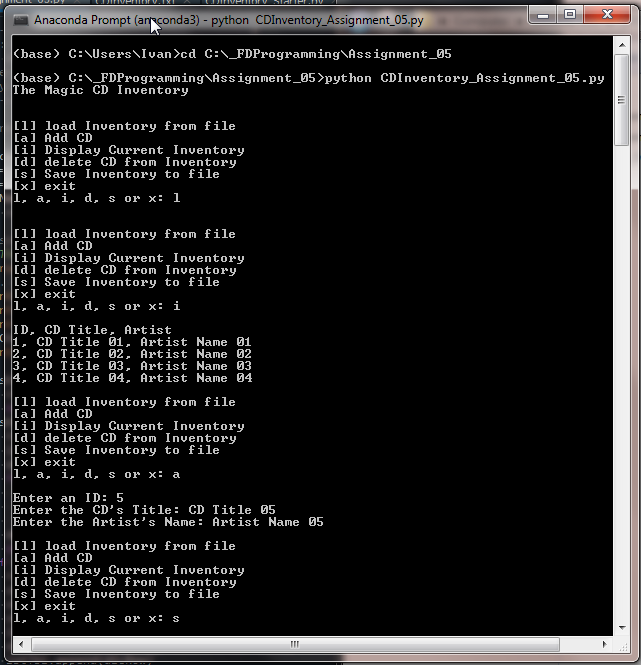 CDInventory.txt CDInventory_Starter.py
Anaconda Prompt (anaconda3) - python  CDInventory_Assignment_05.py
(base) C:\Users\Ivan>cd C:\_FDProgramming\Assignment_05
(base) C:\_FDProgramming\Assignment_05>python CDInventory_Assignment_05.py
The Magic CD Inventory
[l] load Inventory from file
[a] Add CD
[i] Display Current Inventory
[d] delete CD from Inventory
[s] Save Inventory to file
[x] exit
l, a, i, d, s or x: l
[l] load Inventory from file
[a] Add CD
[i] Display Current Inventory
[d] delete CD from Inventory
[s] Save Inventory to file
[x] exit
l, a, i, d, s or x: i
ID, CD Title, Artist
1, CD Title 01, Artist Name 01
2, CD Title 02, Artist Name 02
3, CD Title 03, Artist Name 03
4, CD Title 04, Artist Name 04
[l] load Inventory from file
[a] Add CD
[i] Display Current Inventory
[d] delete CD from Inventory
[s] Save Inventory to file
[x] exit
l, a, i, d, s or x: a
Enter an ID: 5
Enter the CD's Title: CD Title 05
Enter the Artist's Name: Artist Name 05
[l] load Inventory from file
[a] Add CD
[i] Display Current Inventory
[d] delete CD from Inventory
[s] Save Inventory to file
[x] exit
l, a, i, d, s or x: s